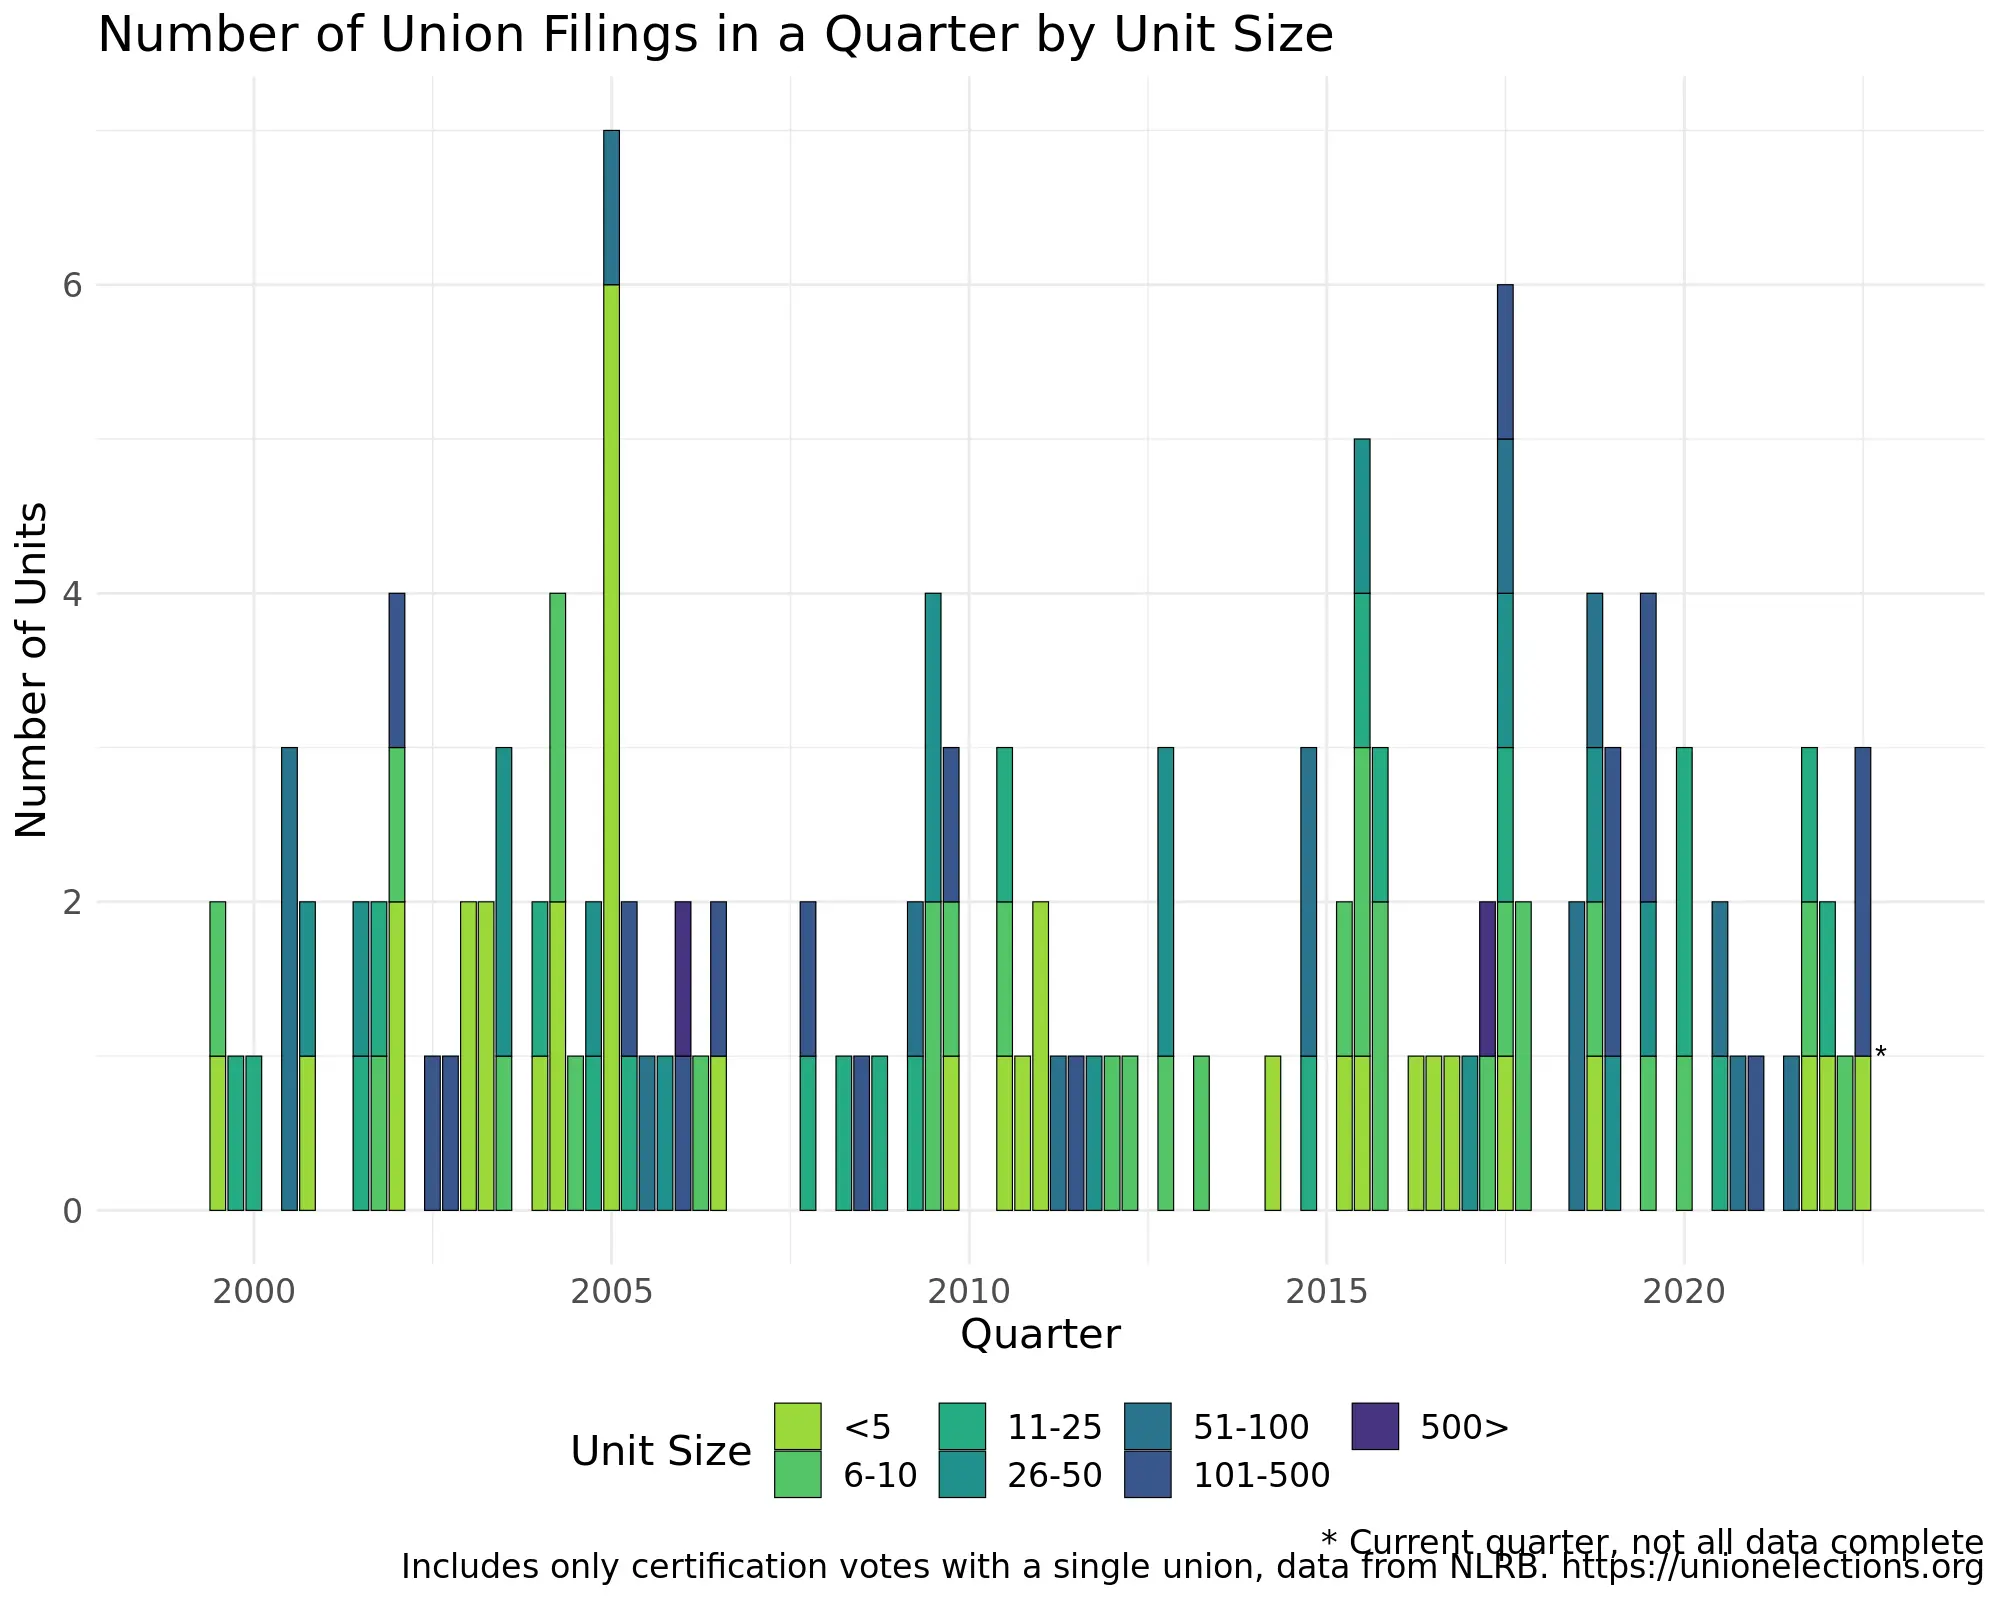 Number of Union Filings in a Quarter by Unit Size
Number of Units
6
4
2
0
2000 2005 2010 2015 2020
Quarter
Unit Size
<5 11-25 51-100 500>
6-10 26-50 101-500
*
* Current quarter, not all data complete
Includes only certification votes with a single union, data from NLRB. https://unionelections.org